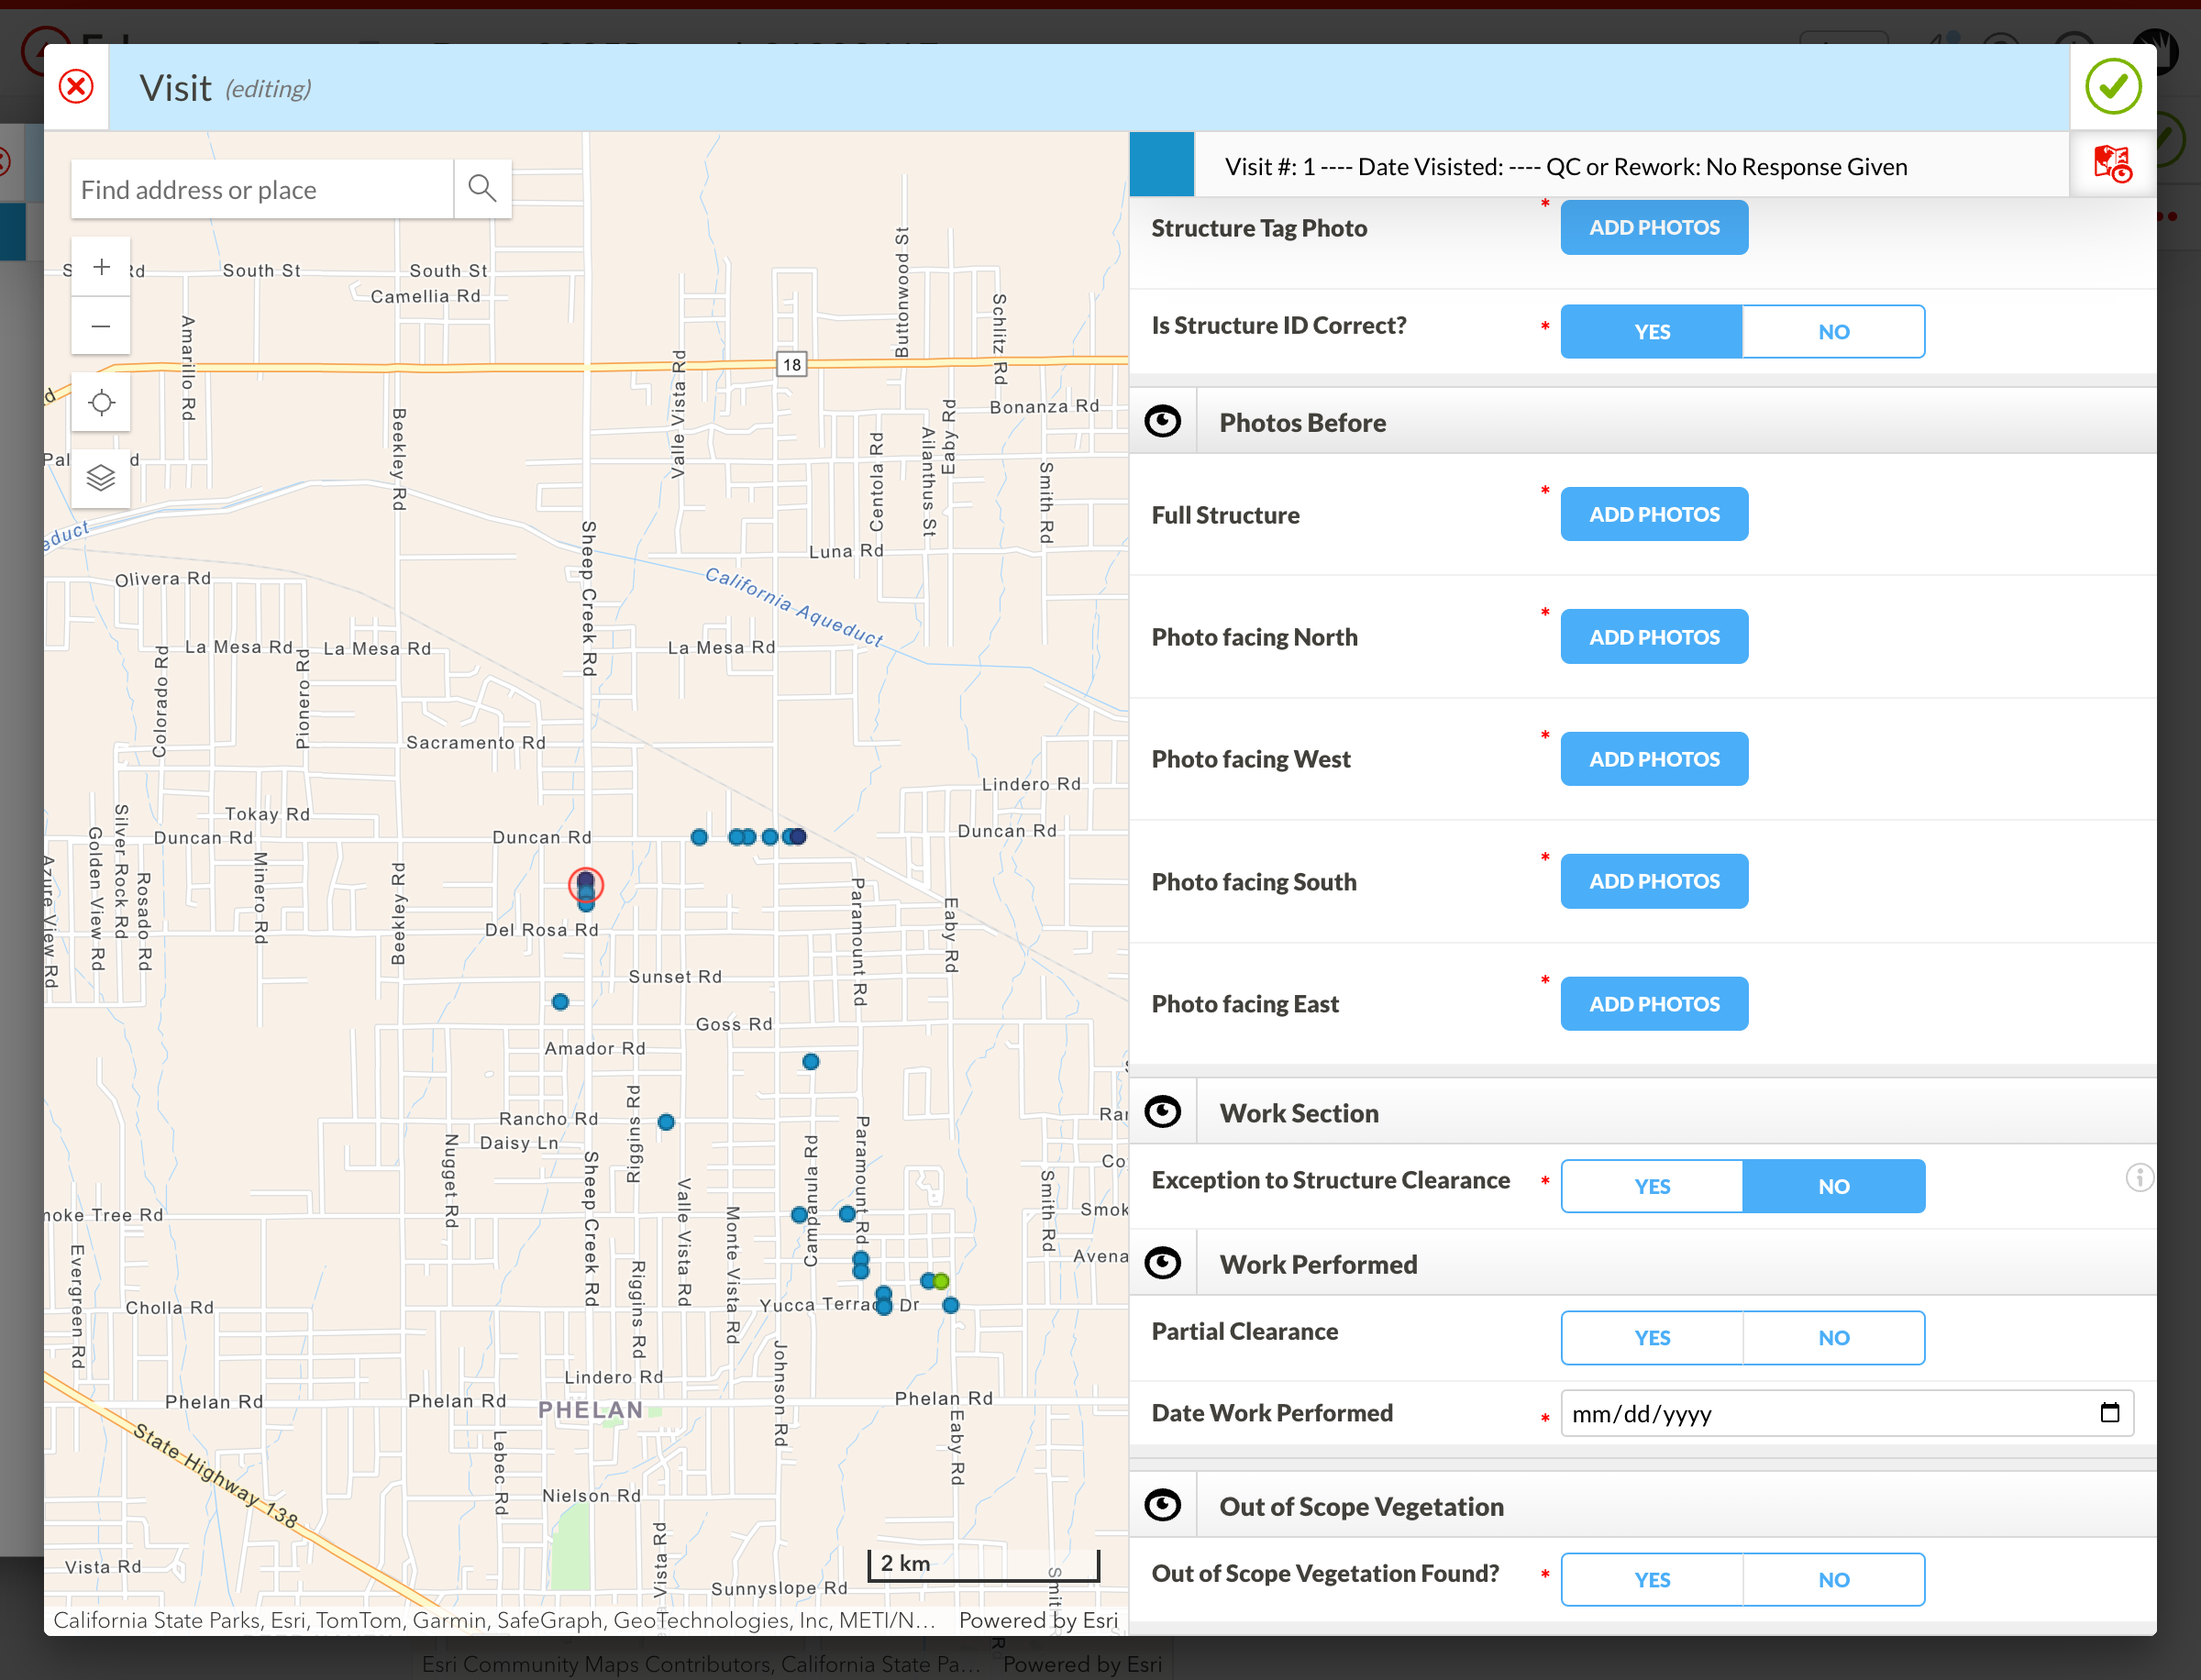 Visit (editing)
Find address or place
Visit #: 1 ---- Date Visisted: ---- QC or Rework: No Response Given
Structure Tag Photo
*
ADD PHOTOS
Is Structure ID Correct?
*
YES
NO
Photos Before
Full Structure
*
ADD PHOTOS
Photo facing North
*
ADD PHOTOS
Photo facing West
*
ADD PHOTOS
Photo facing South
*
ADD PHOTOS
Photo facing East
*
ADD PHOTOS
Work Section
Exception to Structure Clearance
*
YES
NO
Work Performed
Partial Clearance
YES
NO
Date Work Performed
*
mm/dd/yyyy
Out of Scope Vegetation
Out of Scope Vegetation Found?
*
YES
NO
South St
South St
Camellia Rd
Amarillo Rd
Beekley Rd
Valle Vista Rd
18
Buttonwood St
Schlitz Rd
Bonanza Rd
Centola Rd
Ailanthus St
Eaby Rd
Smith Rd
Luna Rd
Sheep Creek Rd
California Aqueduct
Olivera Rd
La Mesa Rd
La Mesa Rd
La Mesa Rd
Colorado Rd
Pionero Rd
Sacramento Rd
Lindero Rd
Tokay Rd
Duncan Rd
Duncan Rd
Duncan Rd
Azure View Rd
Golden View Rd
Silver Rock Rd
Rosado Rd
Minero Rd
Beekeley Rd
Del Rosa Rd
Paramount Rd
Eaby Rd
Sunset Rd
Goss Rd
Amador Rd
Rancho Rd
Daisy Ln
Riggins Rd
Nugget Rd
Sheep Creek Rd
Valle Vista Rd
Monte Vista Rd
Paramount Rd
Smith Rd
Smok
Avena
moke Tree Rd
Evergreen Rd
Cholla Rd
Riggins Rd
Yucca Terrace Dr
Johnson Rd
Lindero Rd
Phelan Rd
Phelan Rd
Phelan Rd
PHELAN
Eaby Rd
State Highway 138
Lebec Rd
Nielson Rd
Vista Rd
Vista Rd
Sunnyslope Rd
2 km
California State Parks, Esri, TomTom, Garmin, SafeGraph, GeoTechnologies, Inc, METI/N...
Powered by Esri
Esri Community Maps Contributors, California State Pa...
Powered by Esri